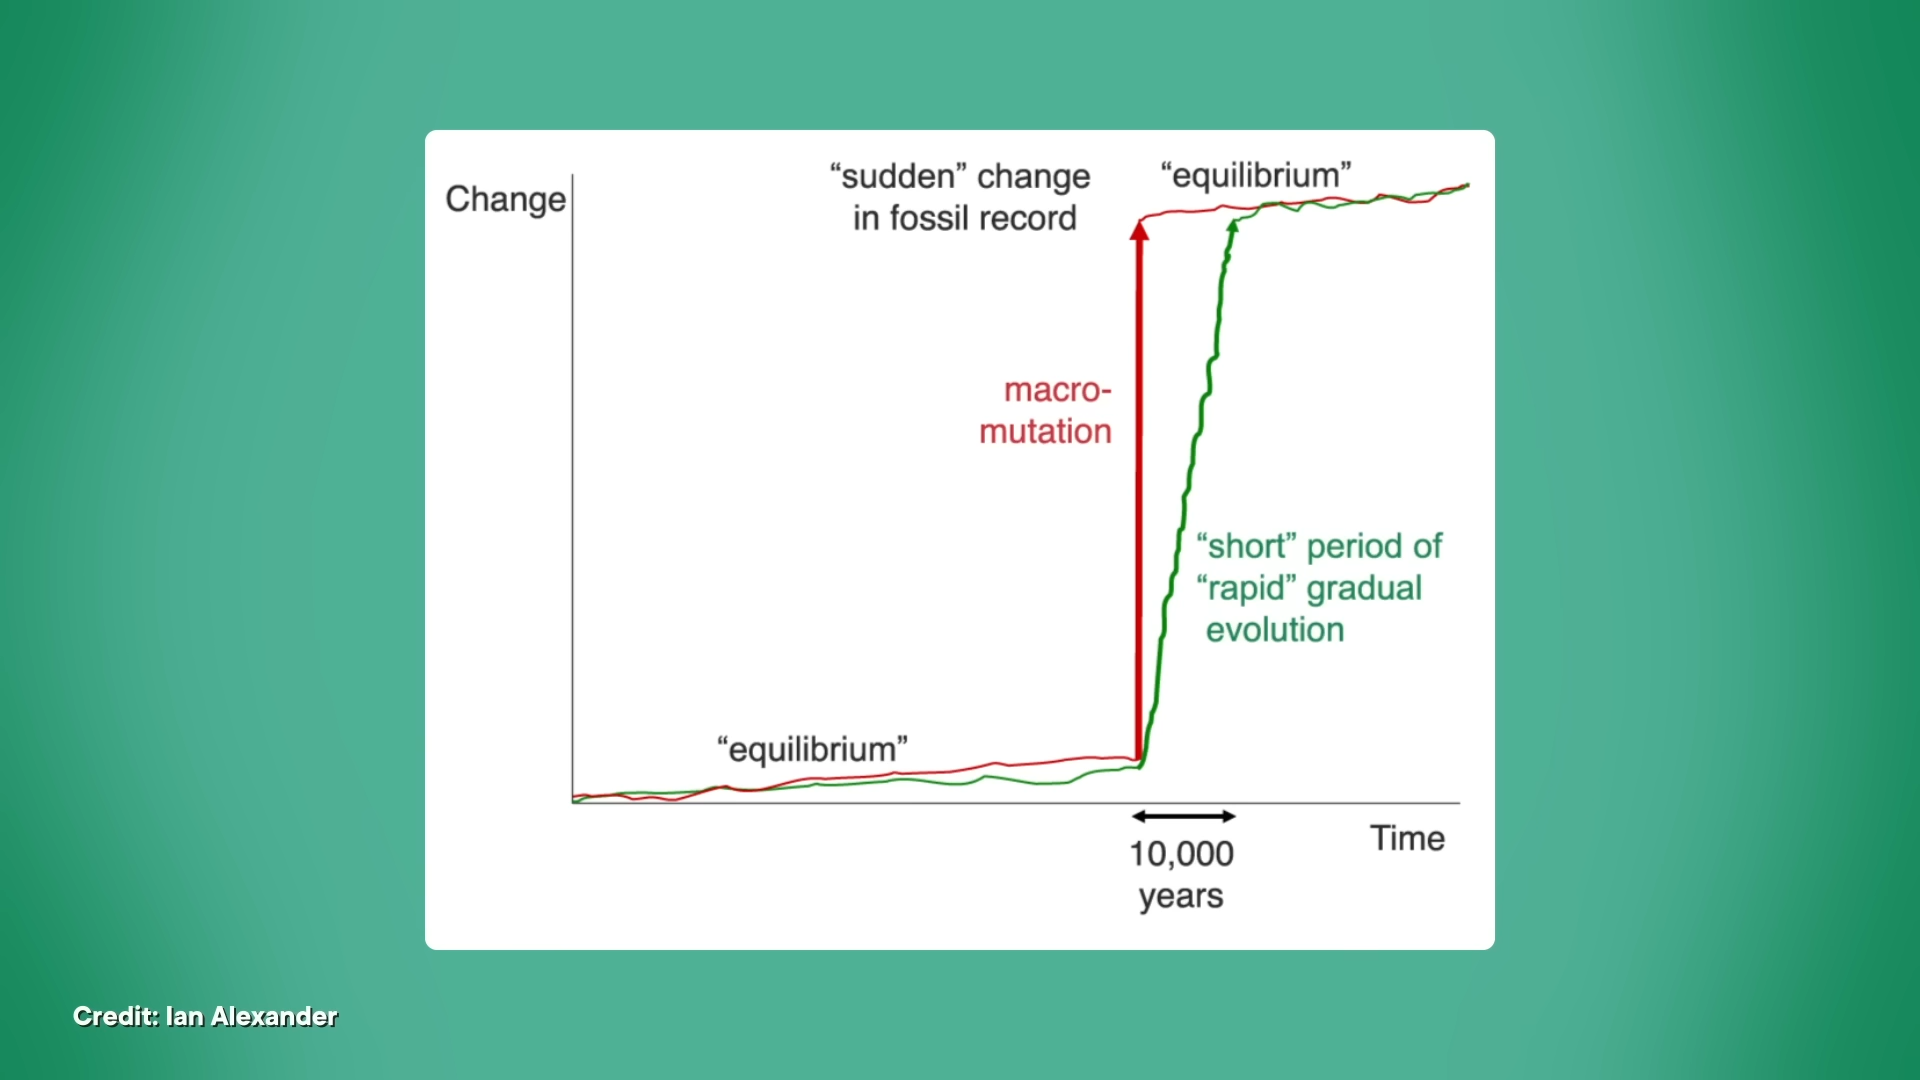 Change
“sudden” change
in fossil record
“equilibrium”
macro-
mutation
“short” period of
“rapid” gradual
evolution
“equilibrium”
10,000
years
Time
Credit: Ian Alexander